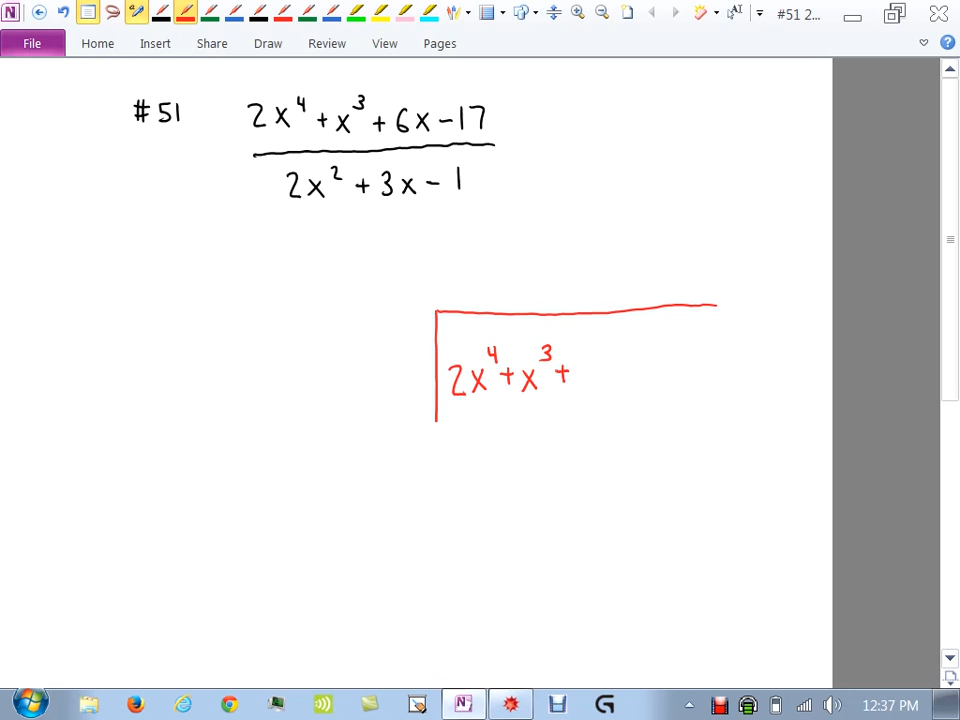 #51 2...
File Home Insert Share Draw Review View Pages
#51 2x⁴ + x³ + 6x - 17
2x² + 3x - 1
2x⁴ + x³ +
12:37 PM